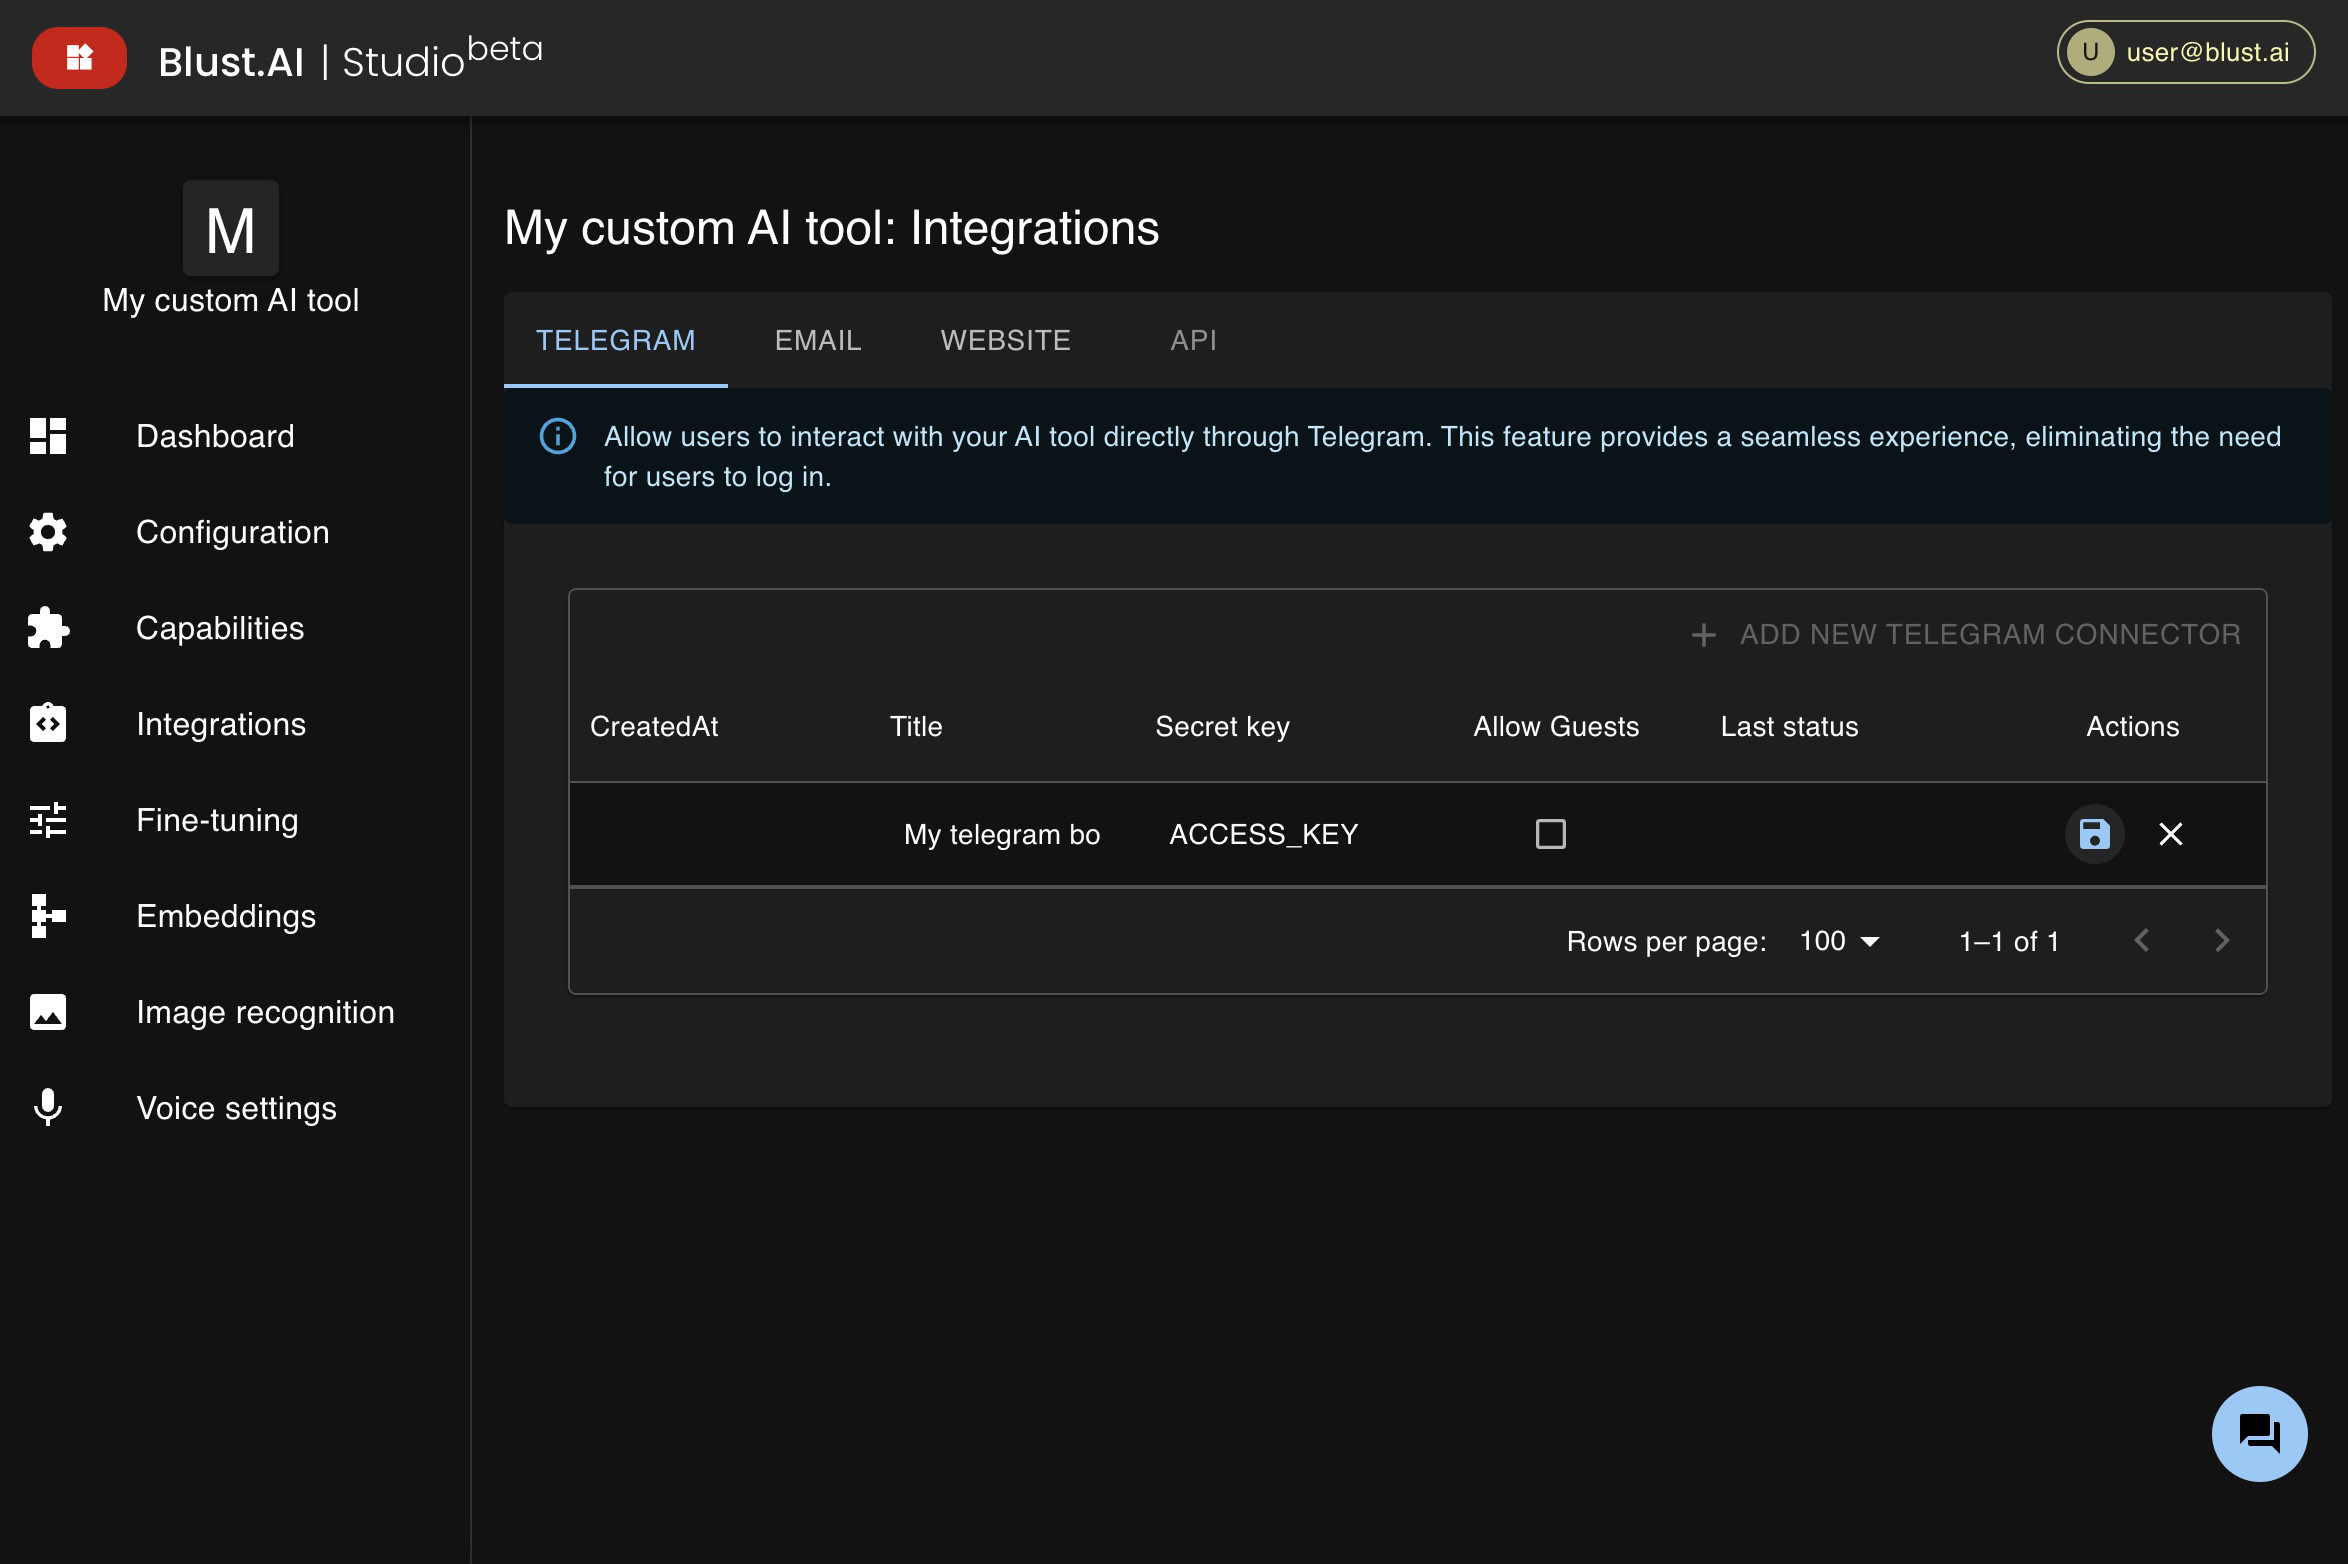 Blust.AI | Studio beta
U user@blust.ai
M
My custom AI tool
Dashboard
Configuration
Capabilities
Integrations
Fine-tuning
Embeddings
Image recognition
Voice settings
My custom AI tool: Integrations
TELEGRAM EMAIL WEBSITE API
Allow users to interact with your AI tool directly through Telegram. This feature provides a seamless experience, eliminating the need
for users to log in.
+ ADD NEW TELEGRAM CONNECTOR
CreatedAt Title Secret key Allow Guests Last status Actions
My telegram bo ACCESS_KEY
Rows per page: 100 1–1 of 1